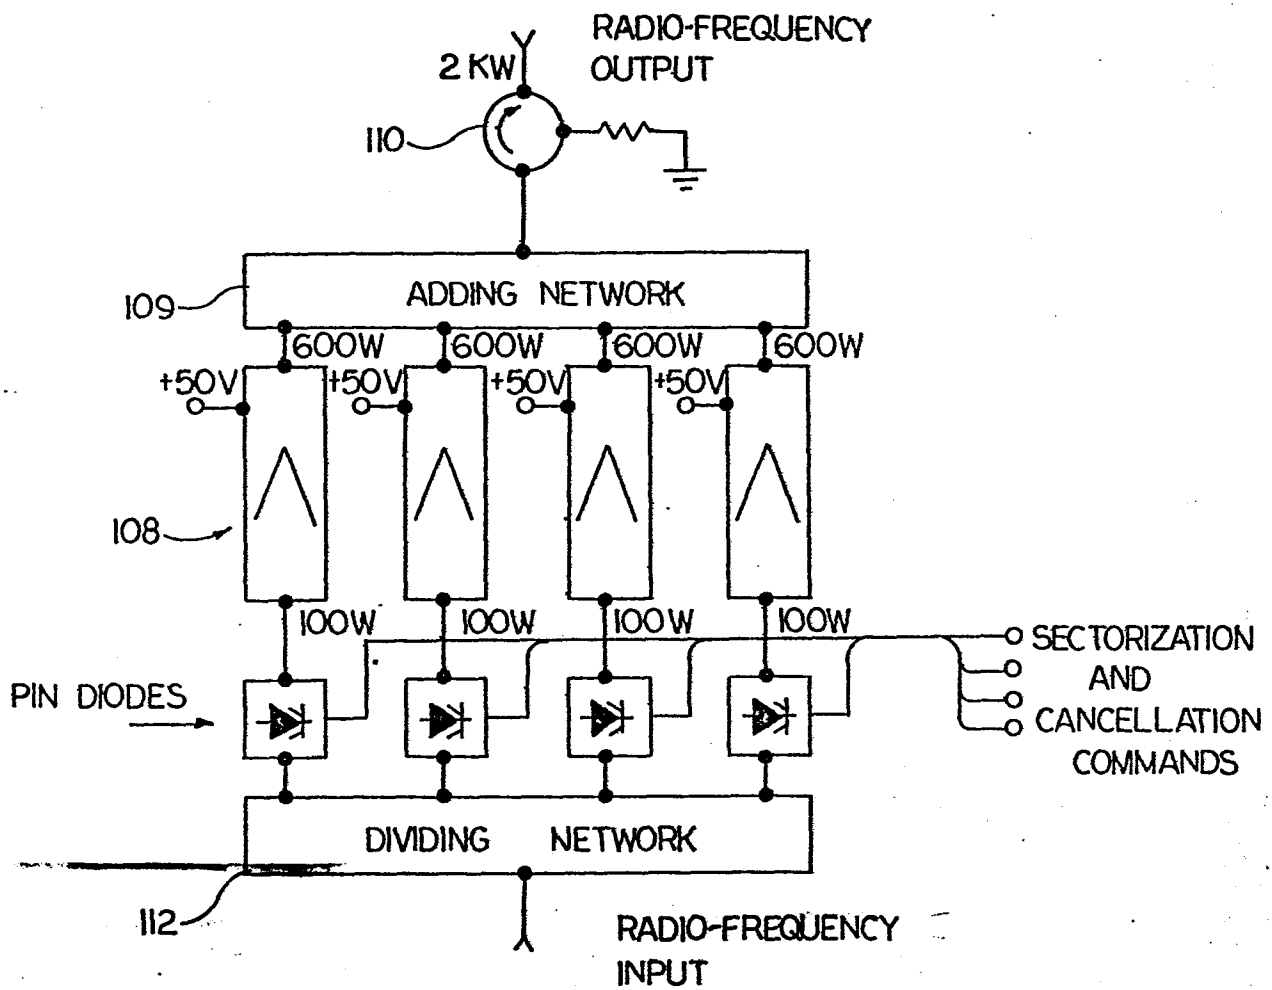 RADIO-FREQUENCY
OUTPUT
2 KW
110
109
ADDING NETWORK
600W 600W 600W 600W
+50V +50V +50V +50V
108
100W 100W 100W 100W
SECTORIZATION
AND
CANCELLATION
COMMANDS
PIN DIODES
DIVIDING NETWORK
112
RADIO-FREQUENCY
INPUT